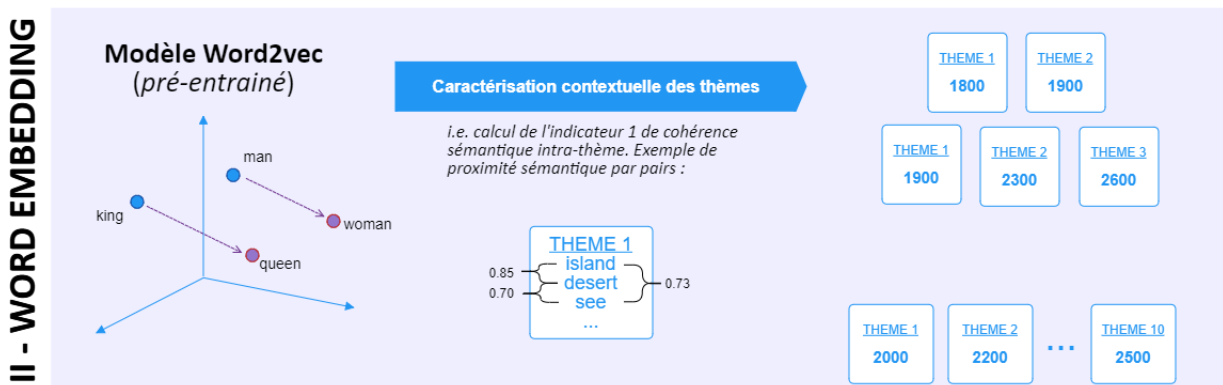 II - WORD EMBEDDING
Modèle Word2vec
(pré-entrainé)
man
king
woman
queen
Caractérisation contextuelle des thèmes
i.e. calcul de l'indicateur 1 de cohérence
sémantique intra-thème. Exemple de
proximité sémantique par pairs :
THEME 1
island
0.85
desert
0.73
0.70
see
...
THEME 1 THEME 2
1800 1900
THEME 1 THEME 2 THEME 3
1900 2300 2600
THEME 1 THEME 2 ... THEME 10
2000 2200 2500